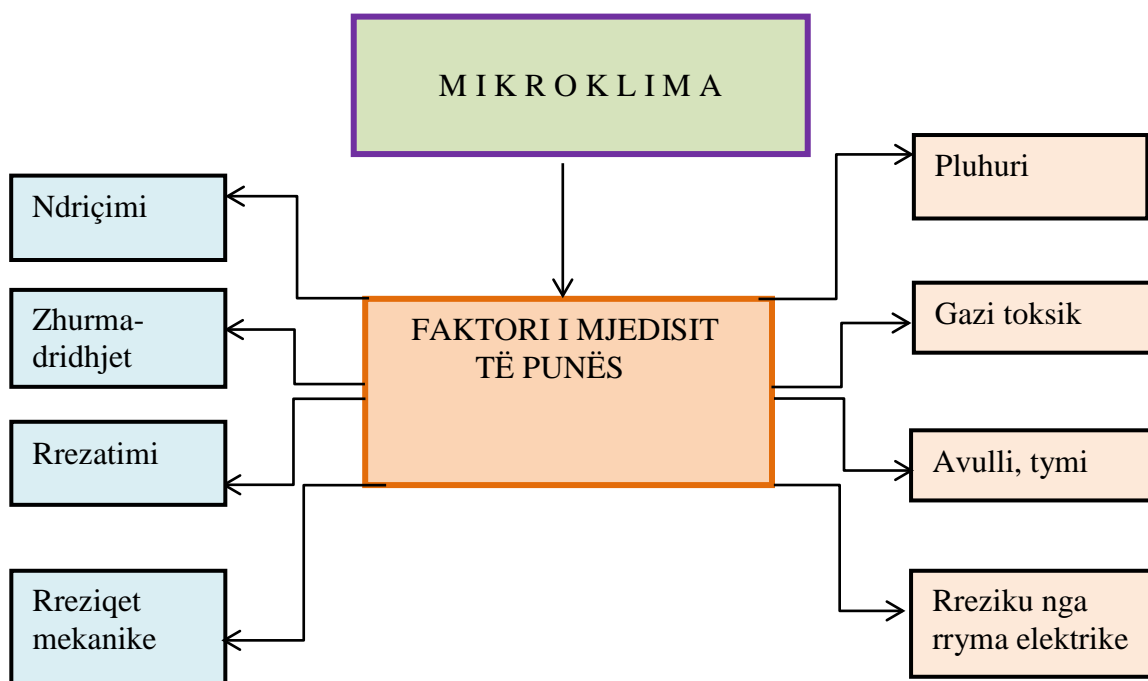 M I K R O K L I M A
Ndriçimi
Zhurma-
dridhjet
Rrezatimi
Rreziqet
mekanike
FAKTORI I MJEDISIT
TË PUNËS
Pluhuri
Gazi toksik
Avulli, tymi
Rreziku nga
rryma elektrike